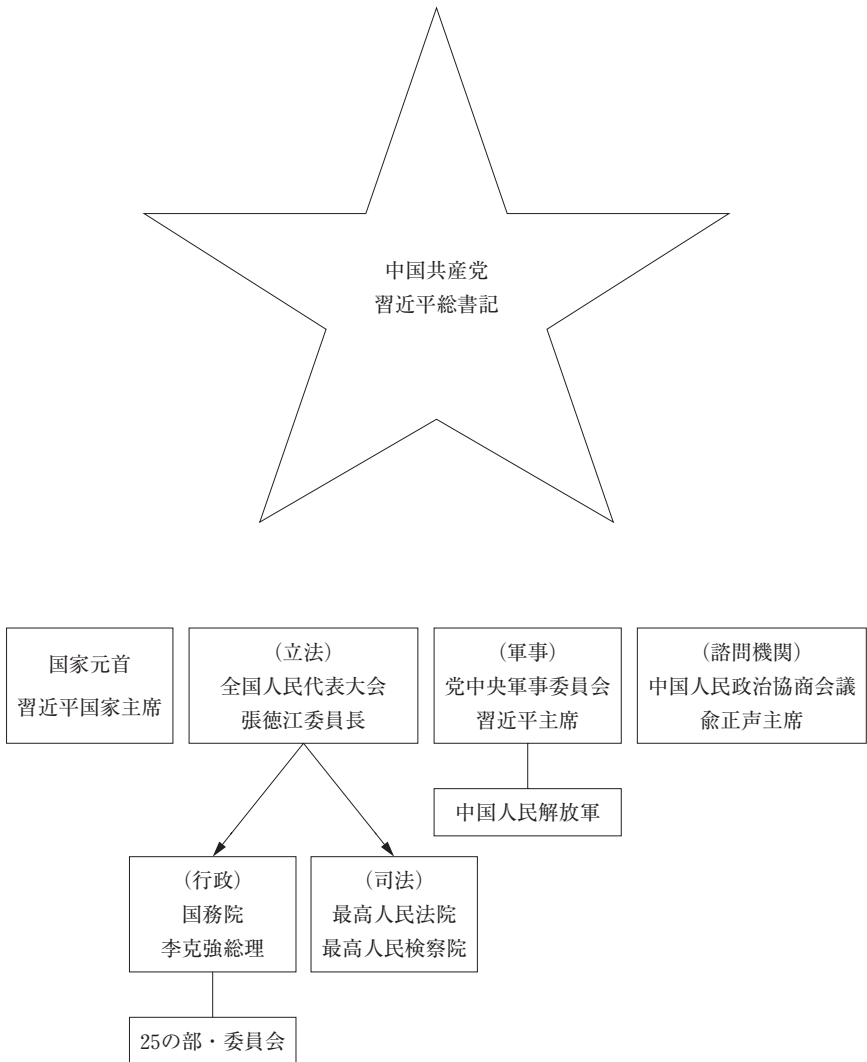 中国共産党
習近平総書記
国家元首
習近平国家主席
（立法）
全国人民代表大会
張徳江委員長
（軍事）
党中央軍事委員会
習近平主席
（諮問機関）
中国人民政治協商会議
兪正声主席
中国人民解放軍
（行政）
国務院
李克強総理
（司法）
最高人民法院
最高人民検察院
25の部・委員会